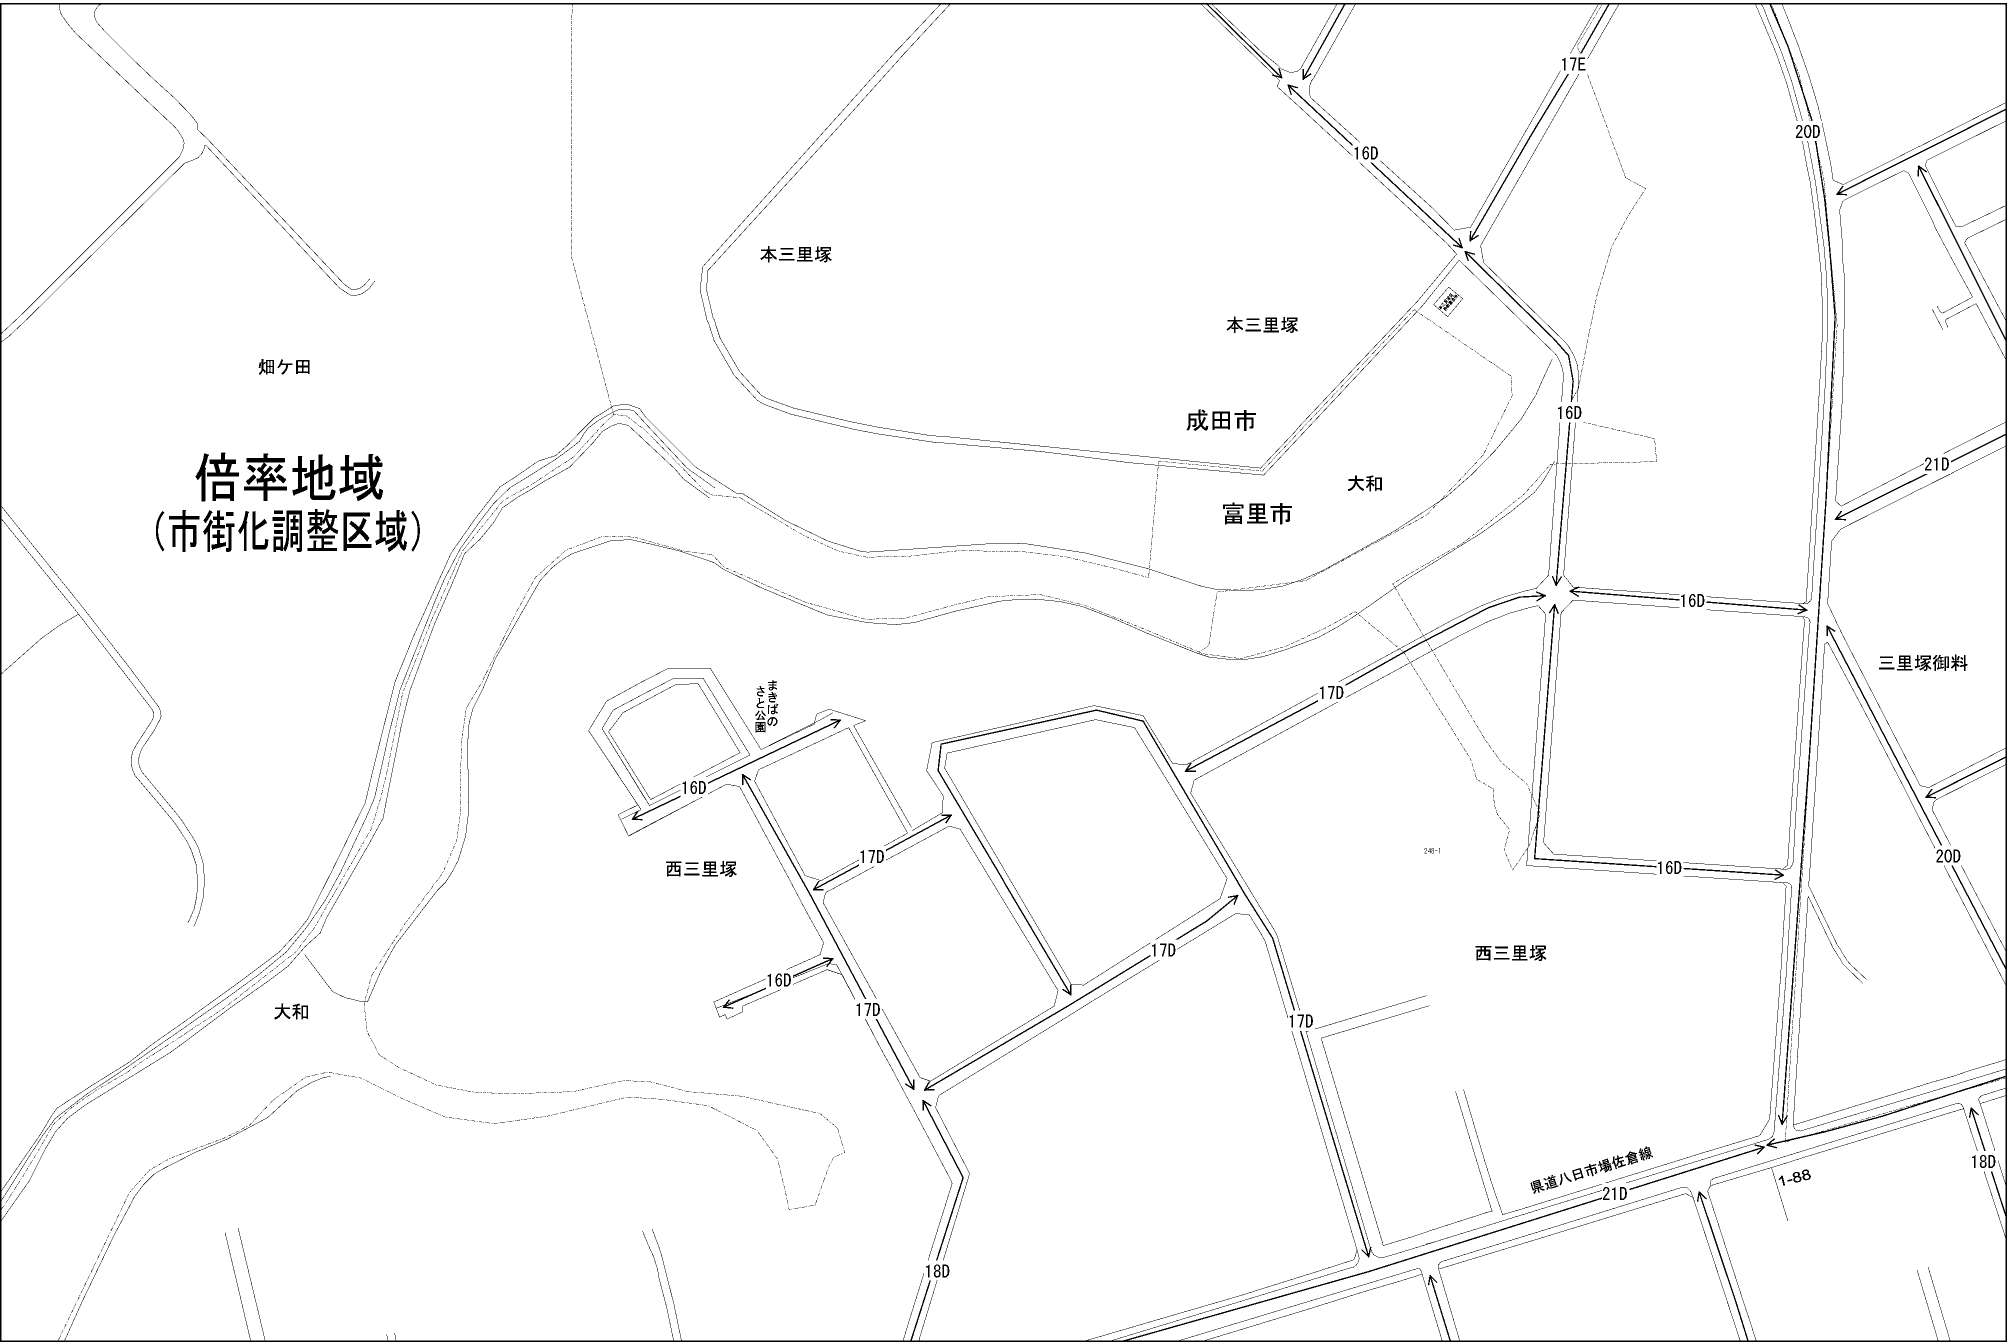 17E
20D
16D
本三里塚
本三里塚
畑ケ田
成田市
16D
倍率地域
(市街化調整区域)
21D
大和
富里市
16D
三里塚御料
17D
まきばの
さと公園
16D
17D
248-1
20D
西三里塚
16D
17D
西三里塚
16D
17D
大和
17D
県道八日市場佐倉線
18D
1-88
21D
18D